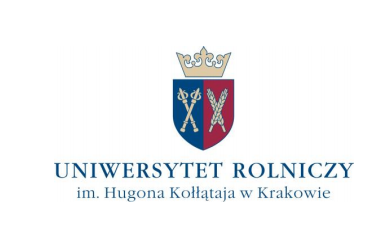 UNIWERSYTET ROLNICZY
im. Hugona Kołłątaja w Krakowie